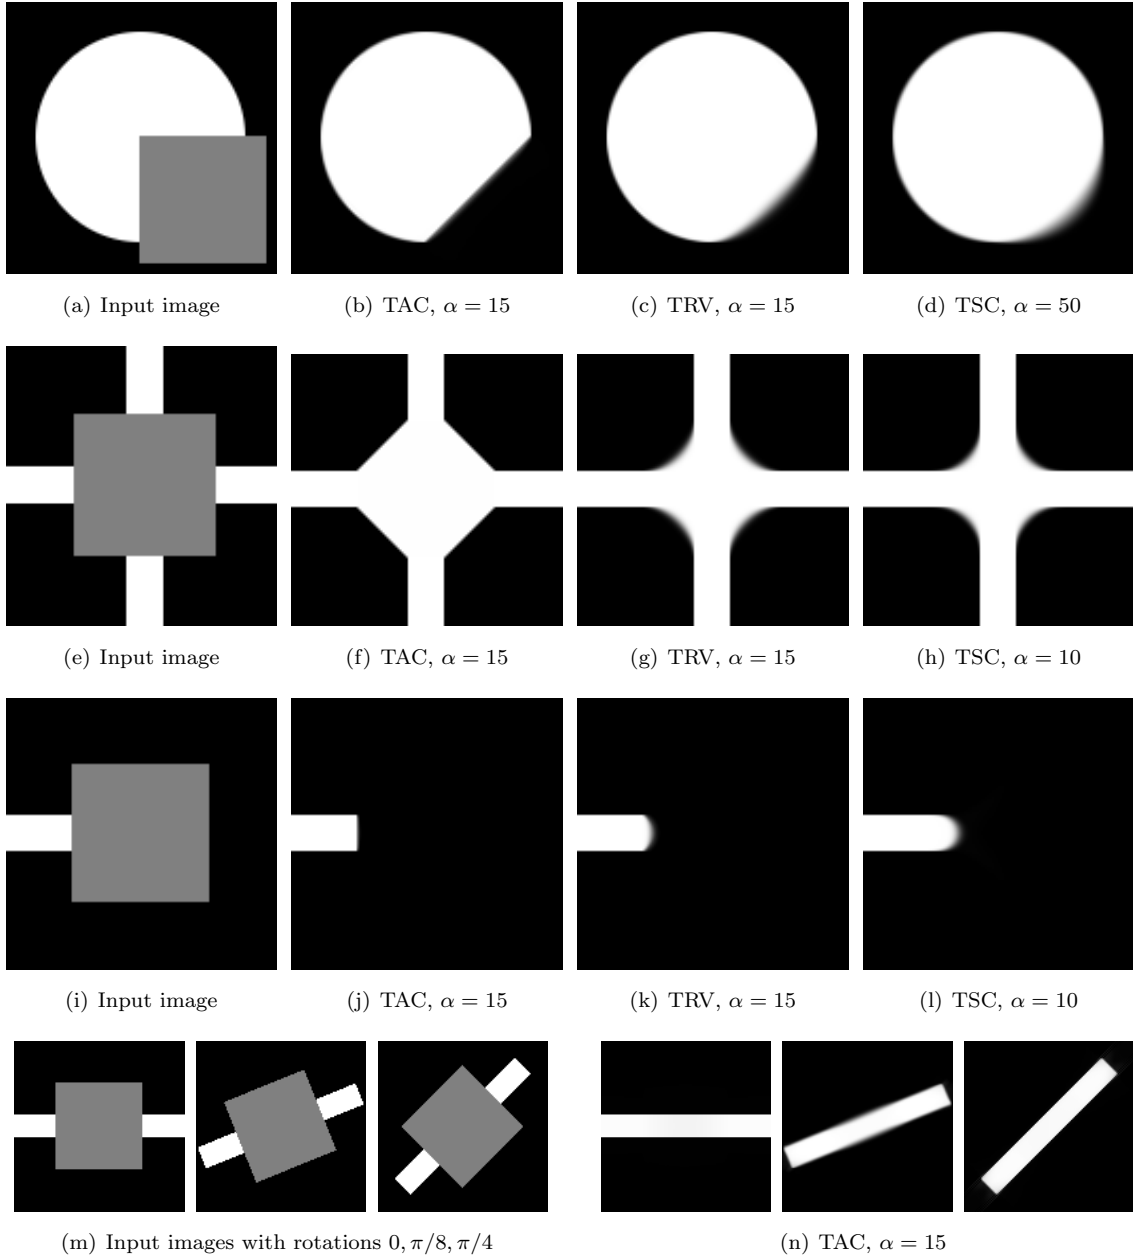 (a) Input image
(b) TAC, α = 15
(c) TRV, α = 15
(d) TSC, α = 50
(e) Input image
(f) TAC, α = 15
(g) TRV, α = 15
(h) TSC, α = 10
(i) Input image
(j) TAC, α = 15
(k) TRV, α = 15
(l) TSC, α = 10
(m) Input images with rotations 0, π/8, π/4
(n) TAC, α = 15